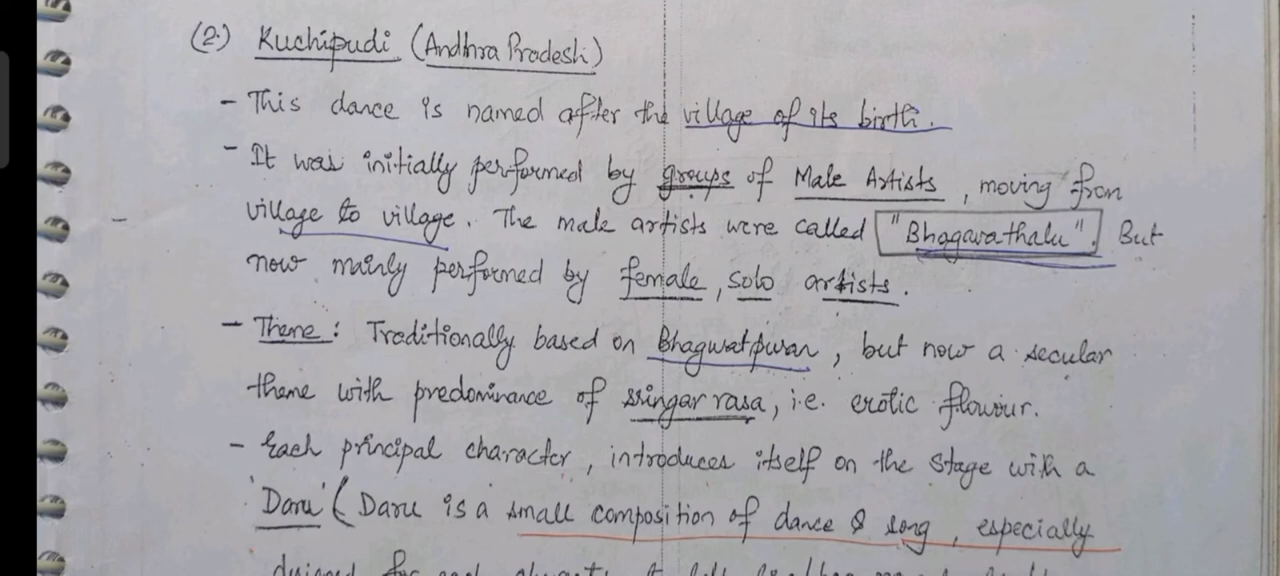 (2.) Kuchipudi (Andhra Pradesh)
- This dance is named after the village of its birth.
- It was initially performed by groups of Male Artists, moving from
village to village. The male artists were called "Bhagavathalu". But
now mainly performed by female, solo artists.
- Theme: Traditionally based on Bhagwatpuran, but now a secular
theme with predominance of sringar rasa, i.e. erotic flavour.
- Each principal character, introduces itself on the stage with a
'Daru' (Daru is a small composition of dance & song, especially